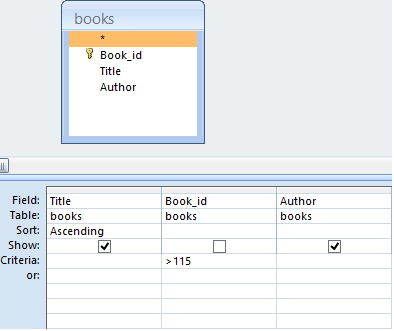 books
*
Book_id
Title
Author
Field: Title Book_id Author
Table: books books books
Sort: Ascending
Show:
Criteria: >115
or: